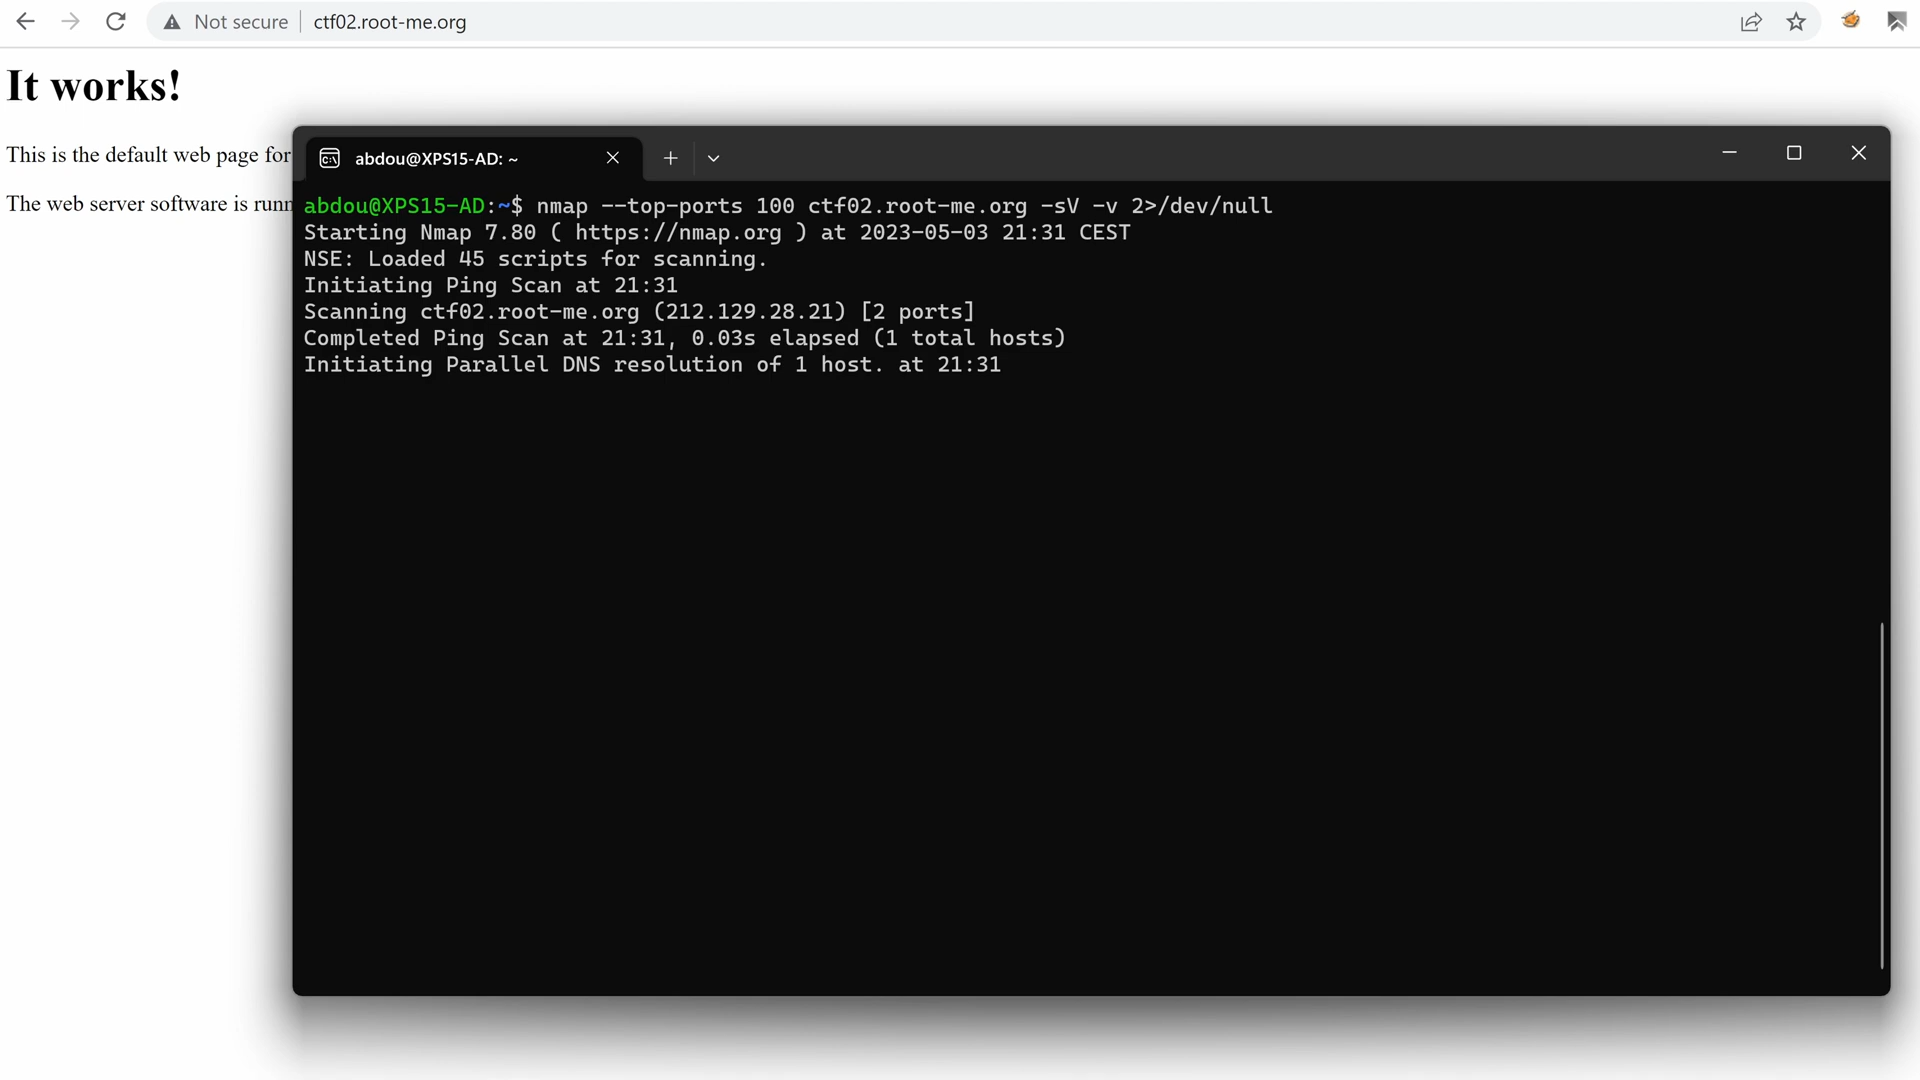 Not secure
ctf02.root-me.org
It works!
This is the default web page for
The web server software is runn
abdou@XPS15-AD: ~
abdou@XPS15-AD:~$ nmap --top-ports 100 ctf02.root-me.org -sV -v 2>/dev/null
Starting Nmap 7.80 ( https://nmap.org ) at 2023-05-03 21:31 CEST
NSE: Loaded 45 scripts for scanning.
Initiating Ping Scan at 21:31
Scanning ctf02.root-me.org (212.129.28.21) [2 ports]
Completed Ping Scan at 21:31, 0.03s elapsed (1 total hosts)
Initiating Parallel DNS resolution of 1 host. at 21:31